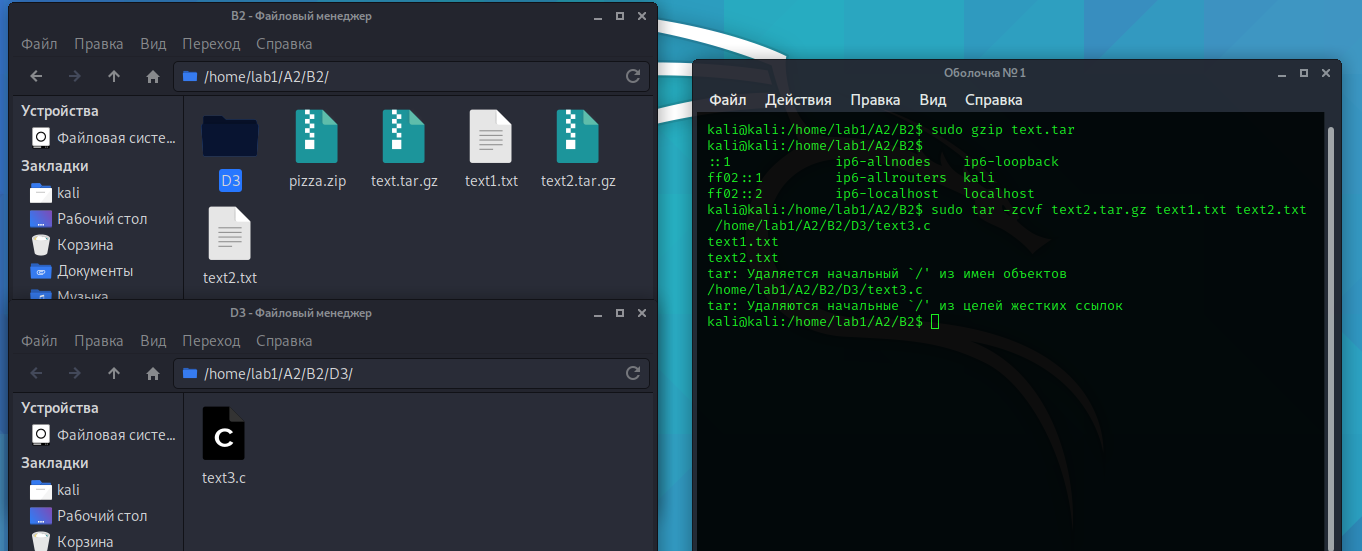 B2 - Файловый менеджер
Файл Правка Вид Переход Справка
/home/lab1/A2/B2/
Устройства
Файловая систе...
Закладки
kali
Рабочий стол
Корзина
Документы
Музыка
D3
pizza.zip
text.tar.gz
text1.txt
text2.tar.gz
text2.txt
D3 - Файловый менеджер
Файл Правка Вид Переход Справка
/home/lab1/A2/B2/D3/
Устройства
Файловая систе...
Закладки
kali
Рабочий стол
Корзина
C
text3.c
Оболочка №1
Файл Действия Правка Вид Справка
kali@kali:/home/lab1/A2/B2$ sudo gzip text.tar
kali@kali:/home/lab1/A2/B2$
::1 ip6-allnodes ip6-loopback
ff02::1 ip6-allrouters kali
ff02::2 ip6-localhost localhost
kali@kali:/home/lab1/A2/B2$ sudo tar -zcvf text2.tar.gz text1.txt text2.txt
/home/lab1/A2/B2/D3/text3.c
text1.txt
text2.txt
tar: Удаляется начальный `/' из имен объектов
/home/lab1/A2/B2/D3/text3.c
tar: Удаляются начальные `/' из целей жестких ссылок
kali@kali:/home/lab1/A2/B2$